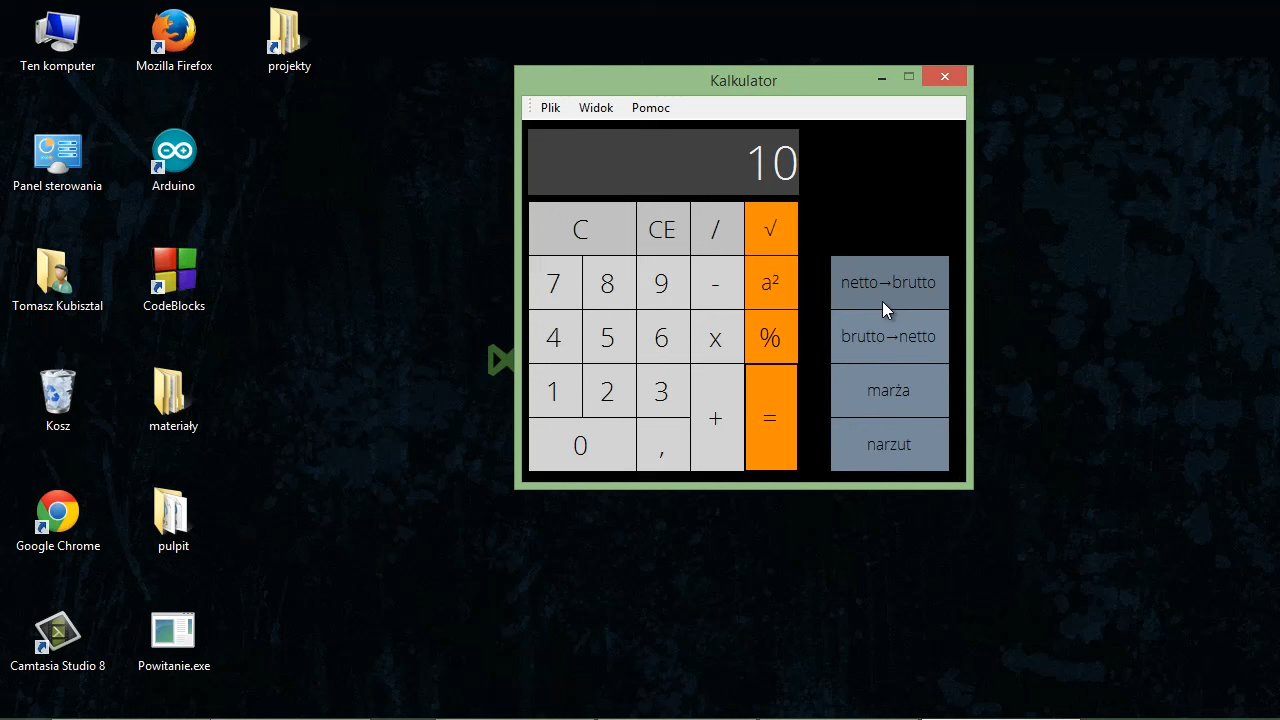 Ten komputer
Mozilla Firefox
projekty
Panel sterowania
Arduino
Tomasz Kubisztal
CodeBlocks
Kosz
materiały
Google Chrome
pulpit
Camtasia Studio 8
Powitanie.exe
Kalkulator
Plik Widok Pomoc
10
C CE / √
7 8 9 - a²
4 5 6 x %
1 2 3 + =
0 ,
netto→brutto
brutto→netto
marża
narzut